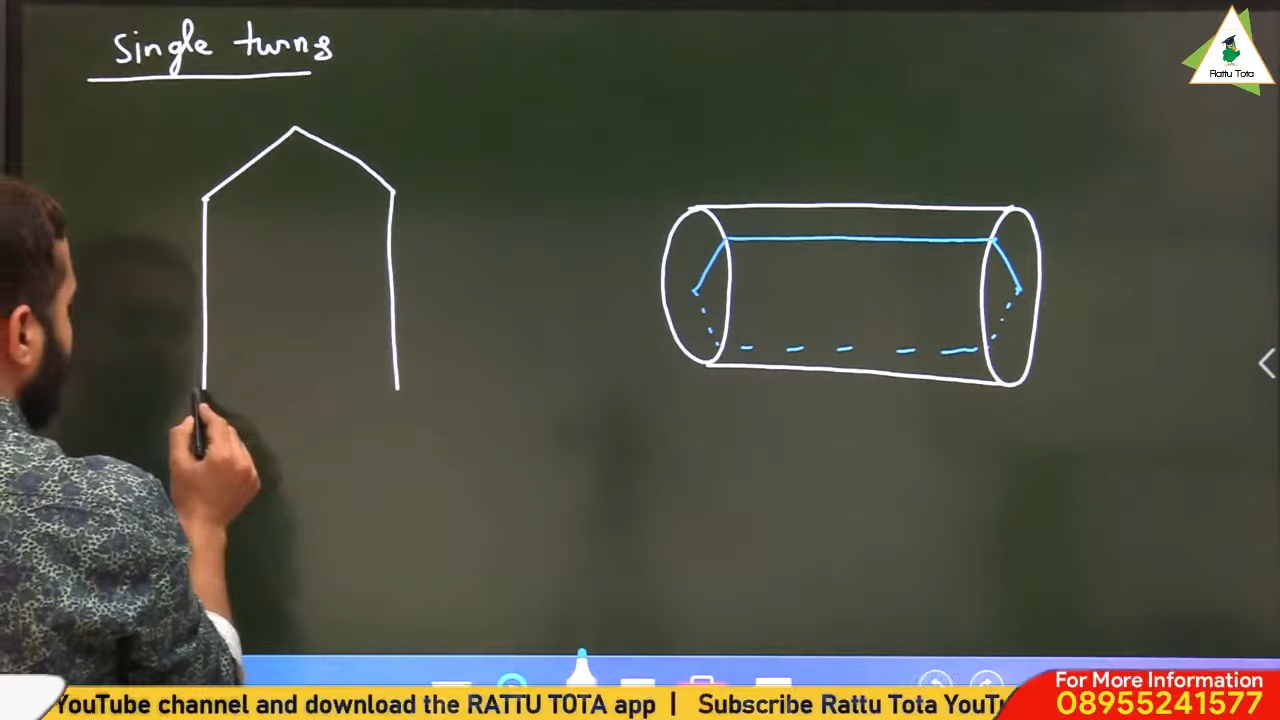 Single turns
Rattu Tota
For More Information
08955241577
YouTube channel and download the RATTU TOTA app | Subscribe Rattu Tota YouTu